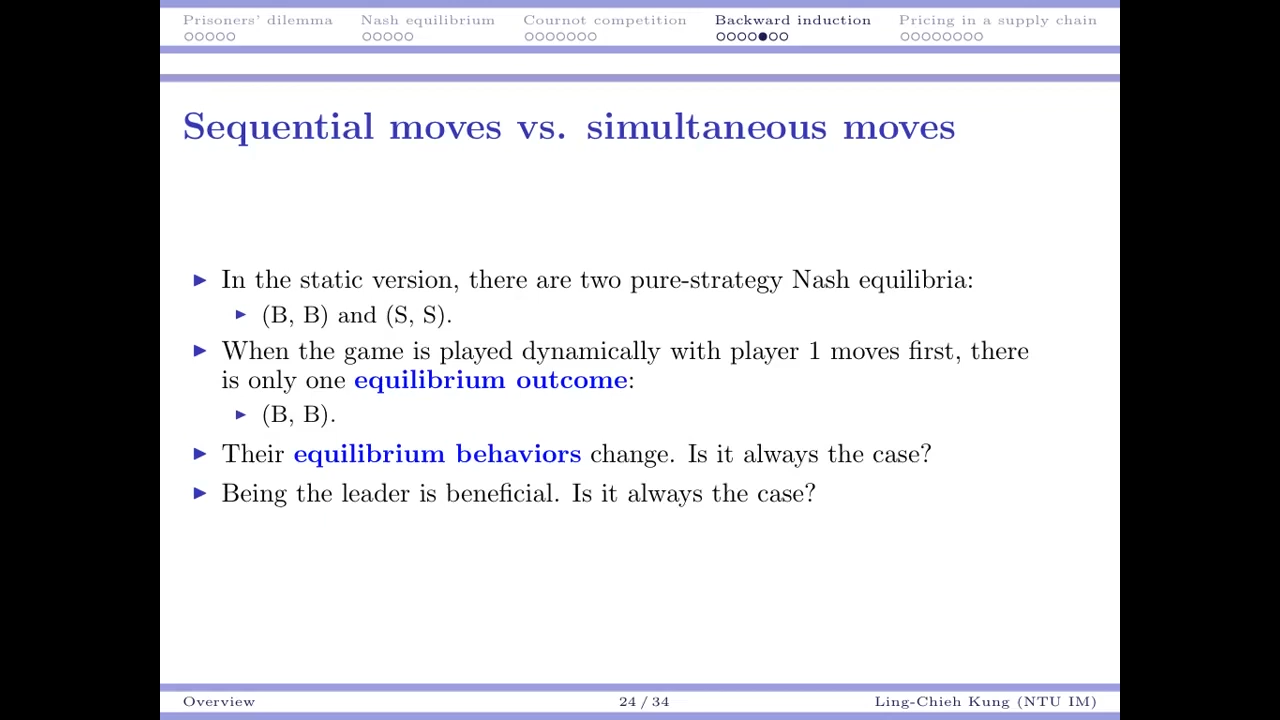 Prisoners' dilemma Nash equilibrium Cournot competition Backward induction Pricing in a supply chain
Sequential moves vs. simultaneous moves
In the static version, there are two pure-strategy Nash equilibria:
(B, B) and (S, S).
When the game is played dynamically with player 1 moves first, there
is only one equilibrium outcome:
(B, B).
Their equilibrium behaviors change. Is it always the case?
Being the leader is beneficial. Is it always the case?
Overview 24 / 34 Ling-Chieh Kung (NTU IM)